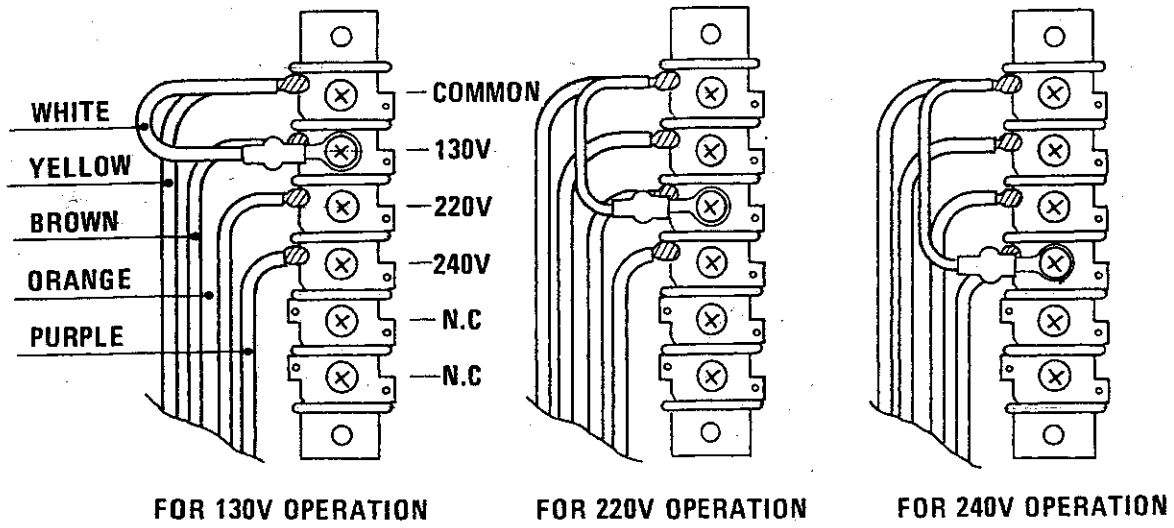 WHITE
YELLOW
BROWN
ORANGE
PURPLE
COMMON
130V
220V
240V
N.C
N.C
FOR 130V OPERATION
FOR 220V OPERATION
FOR 240V OPERATION